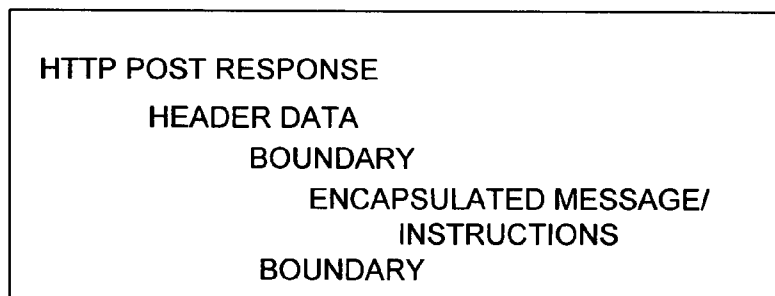 HTTP POST RESPONSE
HEADER DATA
BOUNDARY
ENCAPSULATED MESSAGE/
INSTRUCTIONS
BOUNDARY